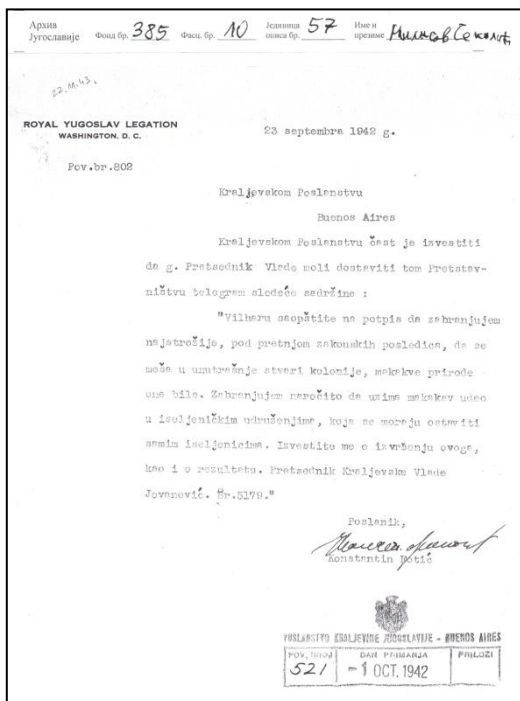 Архив
Југославије
Фонд бр. 385
Фасц. бр. 10
Јединица
описа бр. 57
Име и
презиме
22.11.43.
ROYAL YUGOSLAV LEGATION
WASHINGTON, D. C.
23 septembra 1942 g.
Pov.br.802
Kraljevskom Poslanstvu
Buenos Aires
Kraljevskom Poslanstvu čast je izvestiti
da g. Pretsednik Vlade moli dostaviti tom Pretstav-
ništvu telegram sledeće sadržine :
"Vilharu saopštite na potpis da zabranjujem
najstrožije, pod pretnjom zakonskih posledica, da se
meša u unutrašnje stvari kolonije, makakve prirode
one bile. Zabranjujem naročito da uzima makakav udeo
u iseljeničkim udruženjima, koja se moraju ostaviti
samim iseljenicima. Izvestite me o izvršenju ovoga,
kao i o rezultatu. Pretsednik Kraljevske Vlade
Jovanović. Br.5179."
Poslanik,
Konstantin Fotić
POSLANSTVO KRALJEVINE JUGOSLAVIJE - BUENOS AIRES
POV. BROJ
DAN PRIMANJA
PRILOZI
521
-1 OCT. 1942